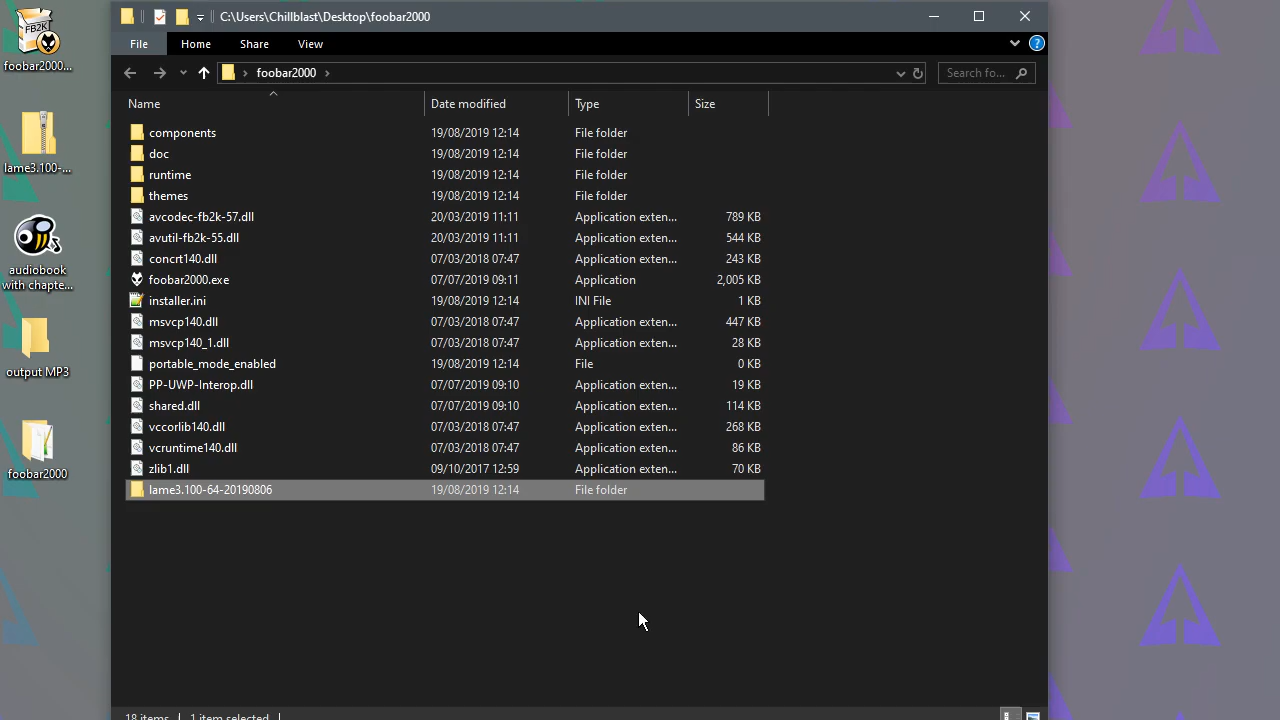 C:\Users\Chillblast\Desktop\foobar2000
File Home Share View
foobar2000 Search fo...
Name Date modified Type Size
components 19/08/2019 12:14 File folder
doc 19/08/2019 12:14 File folder
runtime 19/08/2019 12:14 File folder
themes 19/08/2019 12:14 File folder
avcodec-fb2k-57.dll 20/03/2019 11:11 Application exten... 789 KB
avutil-fb2k-55.dll 20/03/2019 11:11 Application exten... 544 KB
concrt140.dll 07/03/2018 07:47 Application exten... 243 KB
foobar2000.exe 07/07/2019 09:11 Application 2,005 KB
installer.ini 19/08/2019 12:14 INI File 1 KB
msvcp140.dll 07/03/2018 07:47 Application exten... 447 KB
msvcp140_1.dll 07/03/2018 07:47 Application exten... 28 KB
portable_mode_enabled 19/08/2019 12:14 File 0 KB
PP-UWP-Interop.dll 07/07/2019 09:10 Application exten... 19 KB
shared.dll 07/07/2019 09:10 Application exten... 114 KB
vccorlib140.dll 07/03/2018 07:47 Application exten... 268 KB
vcruntime140.dll 07/03/2018 07:47 Application exten... 86 KB
zlib1.dll 09/10/2017 12:59 Application exten... 70 KB
lame3.100-64-20190806 19/08/2019 12:14 File folder
18 items 1 item selected
FB2K
foobar2000...
lame3.100-...
audiobook
with chapte...
output MP3
foobar2000